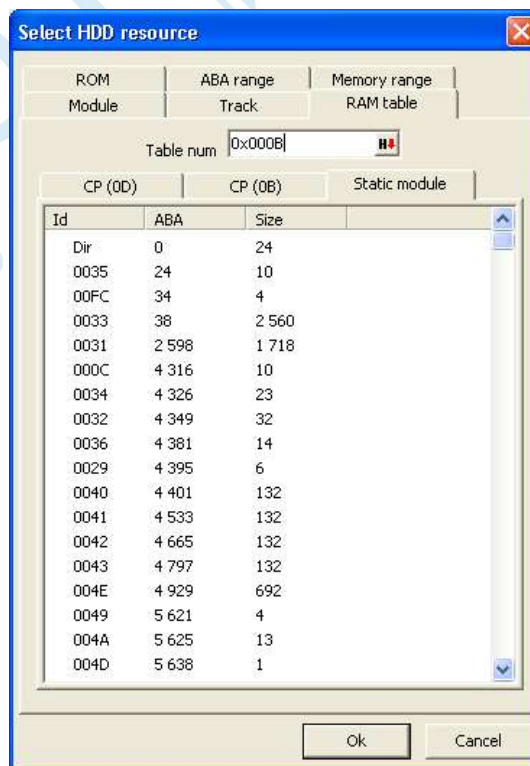 Select HDD resource
ROM ABA range Memory range
Module Track RAM table
Table num 0x000B H
CP (0D) CP (0B) Static module
Id ABA Size
Dir 0 24
0035 24 10
00FC 34 4
0033 38 2 560
0031 2 598 1 718
000C 4 316 10
0034 4 326 23
0032 4 349 32
0036 4 381 14
0029 4 395 6
0040 4 401 132
0041 4 533 132
0042 4 665 132
0043 4 797 132
004E 4 929 692
0049 5 621 4
004A 5 625 13
004D 5 638 1
Ok Cancel